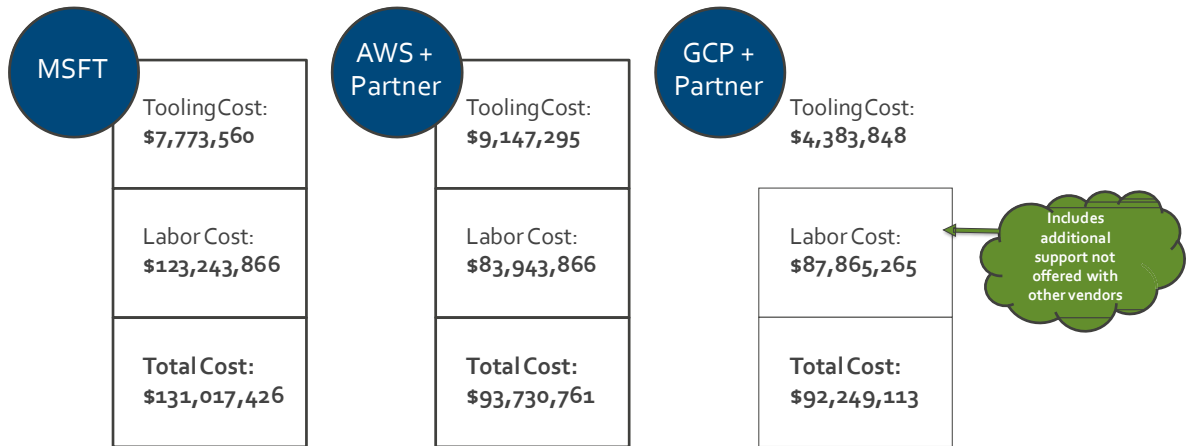 MSFT
Tooling Cost:
$7,773,560
Labor Cost:
$123,243,866
Total Cost:
$131,017,426
AWS +
Partner
Tooling Cost:
$9,147,295
Labor Cost:
$83,943,866
Total Cost:
$93,730,761
GCP +
Partner
Tooling Cost:
$4,383,848
Labor Cost:
$87,865,265
Total Cost:
$92,249,113
Includes
additional
support not
offered with
other vendors